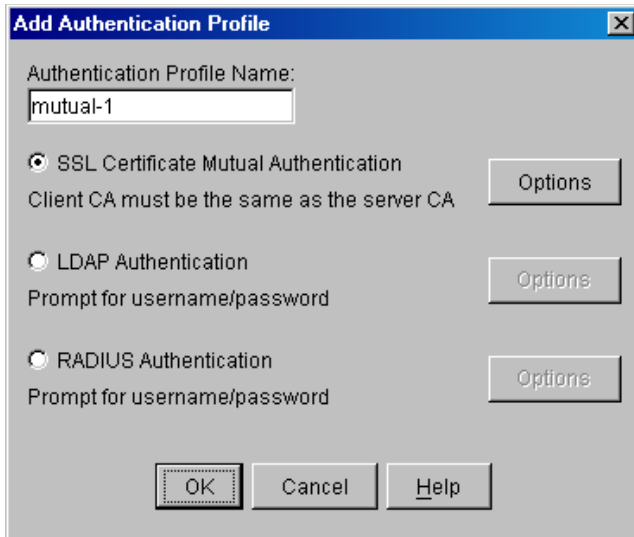 Add Authentication Profile
Authentication Profile Name:
mutual-1
SSL Certificate Mutual Authentication
Options
Client CA must be the same as the server CA
LDAP Authentication
Options
Prompt for username/password
RADIUS Authentication
Options
Prompt for username/password
OK Cancel Help